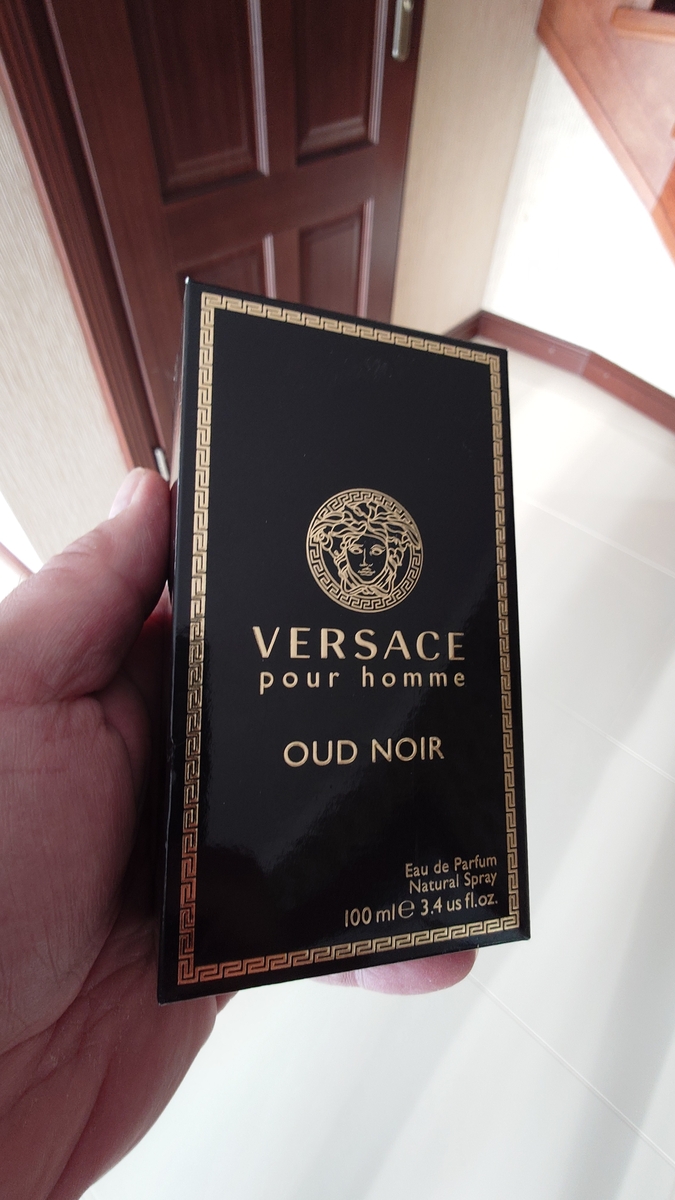 VERSACE
pour homme
OUD NOIR
Eau de Parfum
Natural Spray
100 ml e 3.4 us fl.oz.